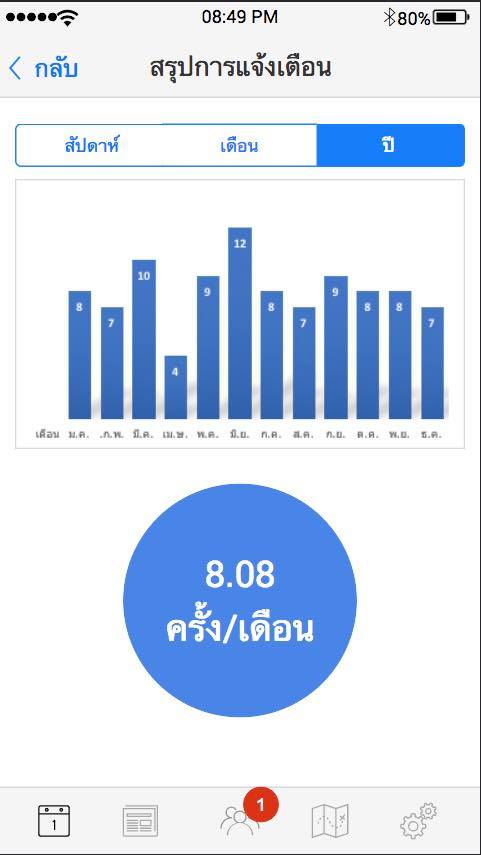 08:49 PM 80%
กลับ สรุปการแจ้งเตือน
สัปดาห์ เดือน ปี
12
10
9 9
8 8 8 8
7 7 7
4
เดือน ม.ค. .ก.พ. มี.ค. เม.ษ. พ.ค. มิ.ย. ก.ค. ส.ค. ก.ย. ต.ค. พ.ย. ธ.ค.
8.08
ครั้ง/เดือน
1
1